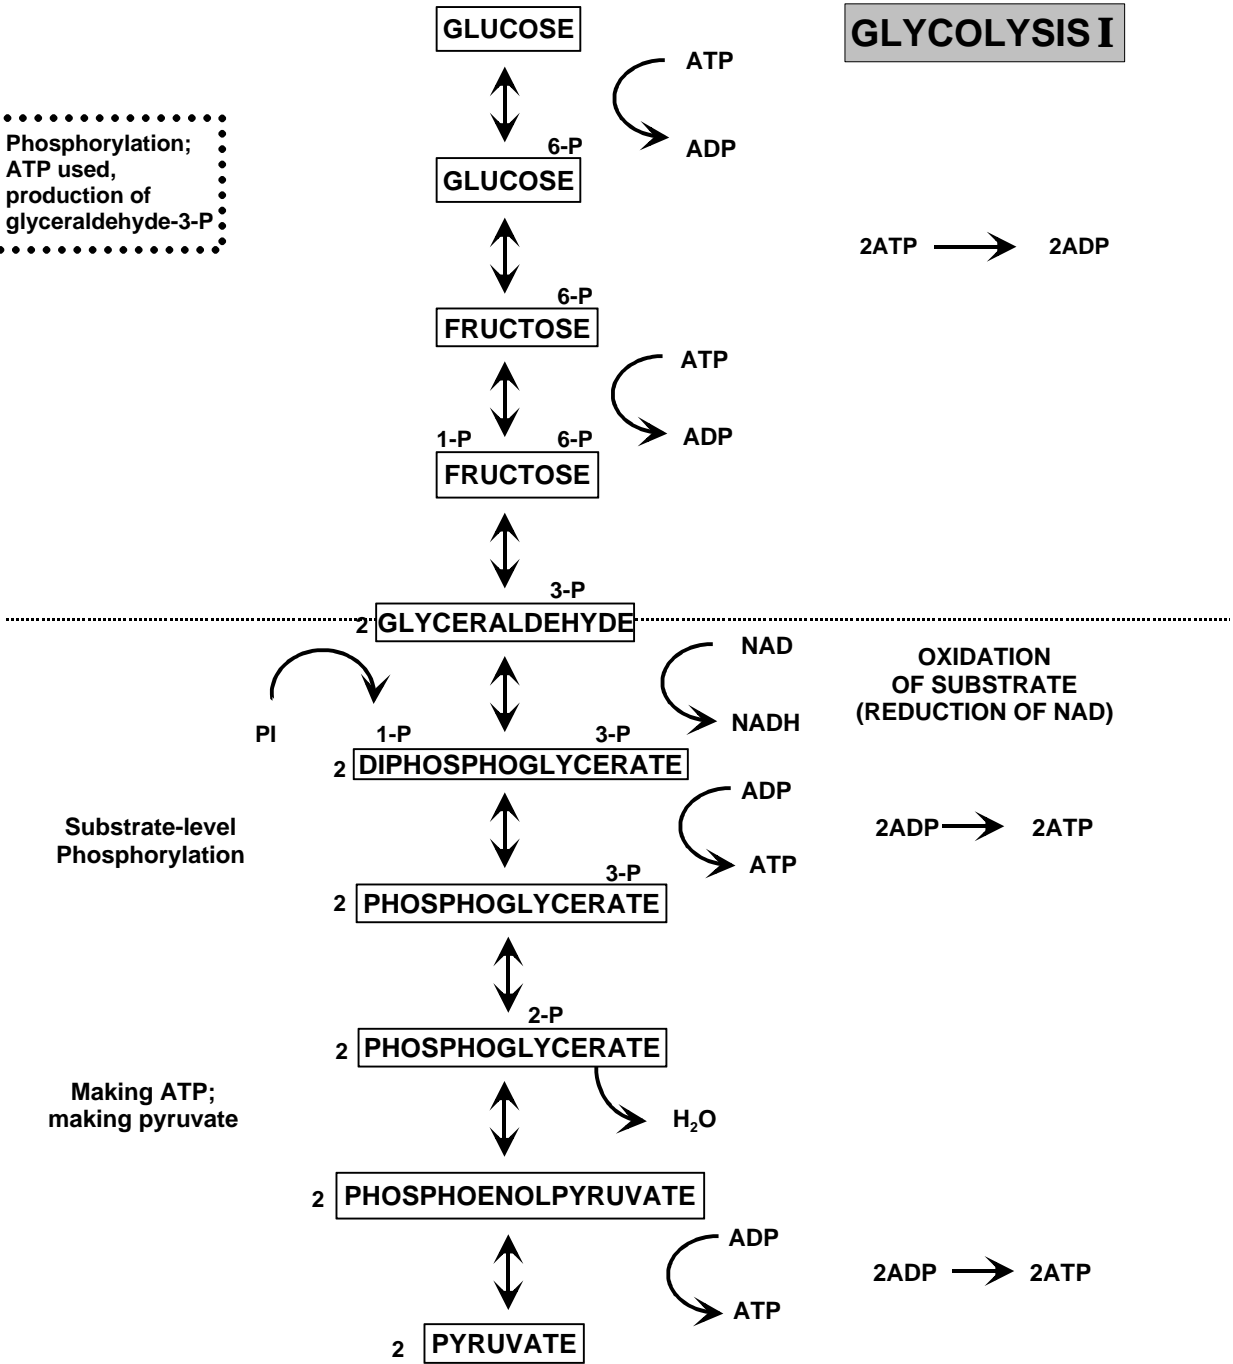 GLUCOSE
GLYCOLYSIS I
ATP
Phosphorylation;
ATP used,
production of
glyceraldehyde-3-P
ADP
6-P
GLUCOSE
2ATP 2ADP
6-P
FRUCTOSE
ATP
ADP
1-P 6-P
FRUCTOSE
3-P
2 GLYCERALDEHYDE
NAD
OXIDATION
OF SUBSTRATE
(REDUCTION OF NAD)
NADH
PI
1-P 3-P
2 DIPHOSPHOGLYCERATE
ADP
Substrate-level
Phosphorylation
2ADP 2ATP
ATP
3-P
2 PHOSPHOGLYCERATE
2-P
2 PHOSPHOGLYCERATE
Making ATP;
making pyruvate
H₂O
2 PHOSPHOENOLPYRUVATE
ADP
2ADP 2ATP
ATP
2 PYRUVATE